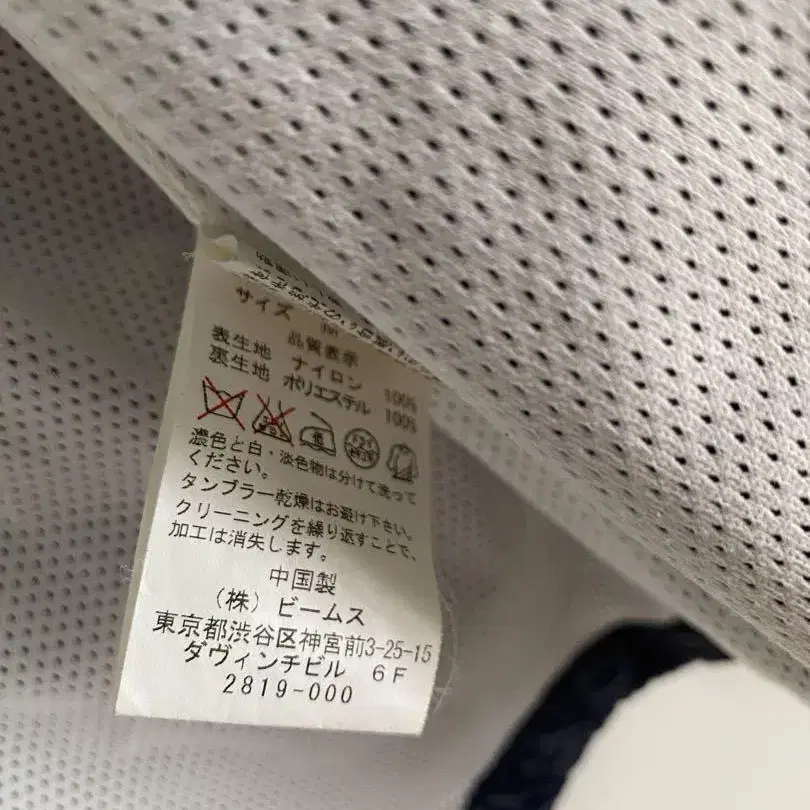 サイズ M
品質表示
表生地 ナイロン 100%
裏生地 ポリエステル 100%
濃色と白・淡色物は分けて洗って
ください。
タンブラー乾燥はお避け下さい。
クリーニングを繰り返すことで、
加工は消失します。
中国製
(株) ビームス
東京都渋谷区神宮前3-25-15
ダヴィンチビル 6F
2819-000